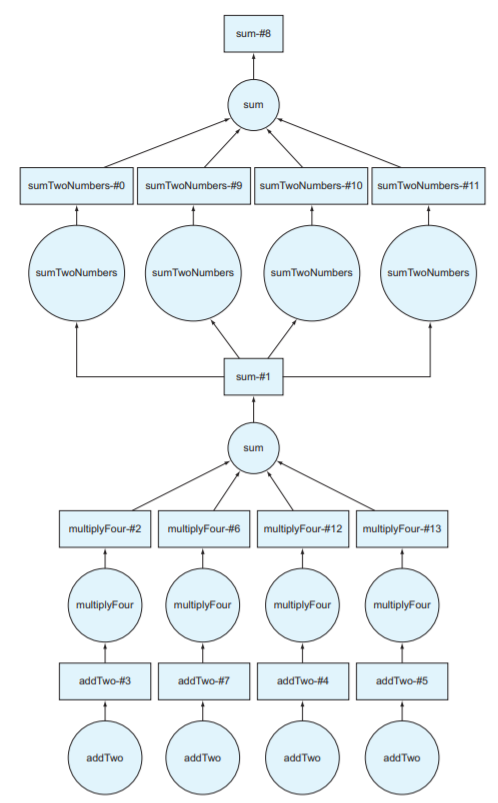 sum-#8
sum
sumTwoNumbers-#0
sumTwoNumbers-#9
sumTwoNumbers-#10
sumTwoNumbers-#11
sumTwoNumbers
sumTwoNumbers
sumTwoNumbers
sumTwoNumbers
sum-#1
sum
multiplyFour-#2
multiplyFour-#6
multiplyFour-#12
multiplyFour-#13
multiplyFour
multiplyFour
multiplyFour
multiplyFour
addTwo-#3
addTwo-#7
addTwo-#4
addTwo-#5
addTwo
addTwo
addTwo
addTwo